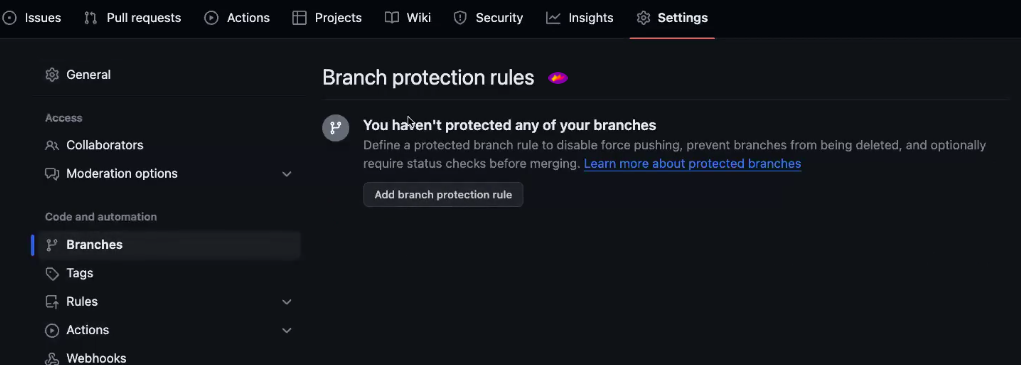 Issues Pull requests Actions Projects Wiki Security Insights Settings
General
Access
Collaborators
Moderation options
Code and automation
Branches
Tags
Rules
Actions
Webhooks
Branch protection rules
You haven't protected any of your branches
Define a protected branch rule to disable force pushing, prevent branches from being deleted, and optionally
require status checks before merging. Learn more about protected branches
Add branch protection rule